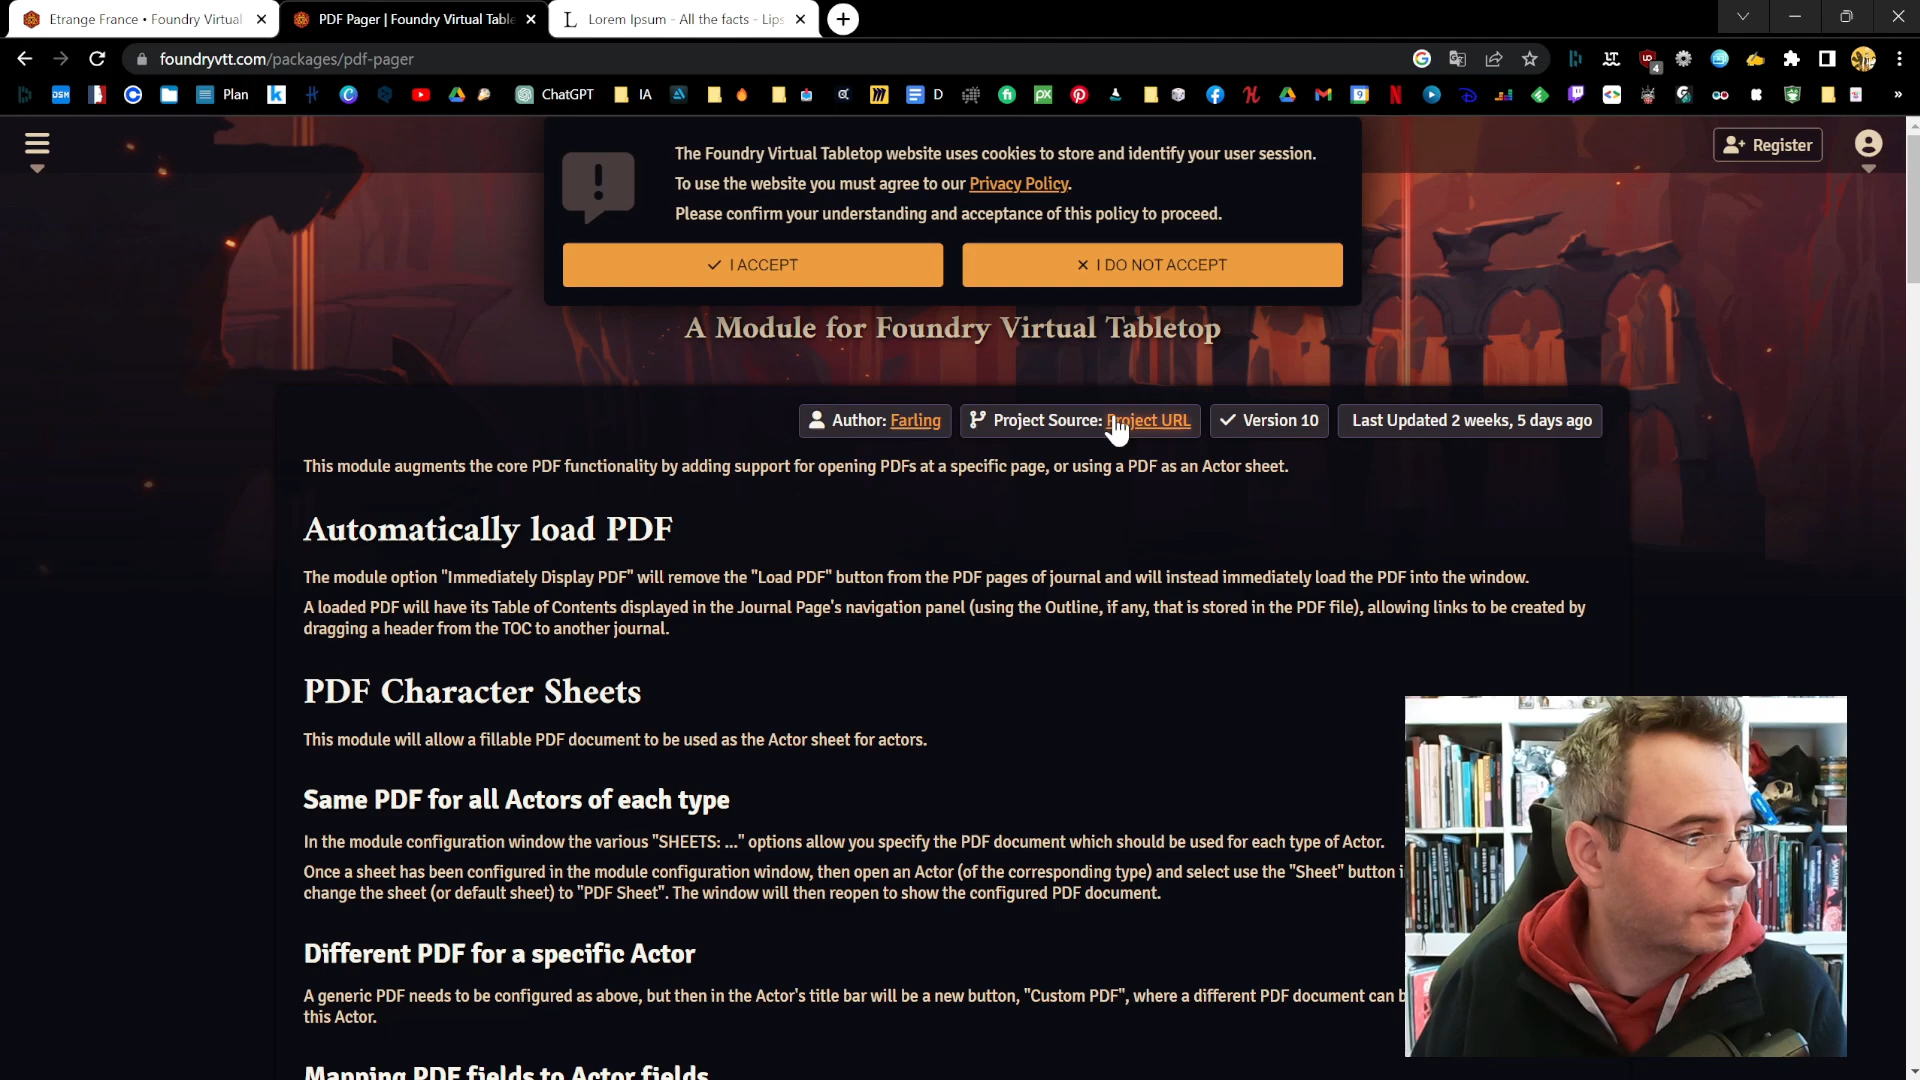 Etrange France • Foundry Virtual
PDF Pager | Foundry Virtual Table
Lorem Ipsum - All the facts - Lips
foundryvtt.com/packages/pdf-pager
4
DSM
Plan
ChatGPT
IA
D
Register
The Foundry Virtual Tabletop website uses cookies to store and identify your user session.
To use the website you must agree to our Privacy Policy.
Please confirm your understanding and acceptance of this policy to proceed.
I ACCEPT
I DO NOT ACCEPT
A Module for Foundry Virtual Tabletop
Author: Farling
Project Source: Project URL
Version 10
Last Updated 2 weeks, 5 days ago
This module augments the core PDF functionality by adding support for opening PDFs at a specific page, or using a PDF as an Actor sheet.
Automatically load PDF
The module option "Immediately Display PDF" will remove the "Load PDF" button from the PDF pages of journal and will instead immediately load the PDF into the window.
A loaded PDF will have its Table of Contents displayed in the Journal Page's navigation panel (using the Outline, if any, that is stored in the PDF file), allowing links to be created by
dragging a header from the TOC to another journal.
PDF Character Sheets
This module will allow a fillable PDF document to be used as the Actor sheet for actors.
Same PDF for all Actors of each type
In the module configuration window the various "SHEETS: ..." options allow you specify the PDF document which should be used for each type of Actor.
Once a sheet has been configured in the module configuration window, then open an Actor (of the corresponding type) and select use the "Sheet" button i
change the sheet (or default sheet) to "PDF Sheet". The window will then reopen to show the configured PDF document.
Different PDF for a specific Actor
A generic PDF needs to be configured as above, but then in the Actor's title bar will be a new button, "Custom PDF", where a different PDF document can b
this Actor.
Mapping PDF fields to Actor fields